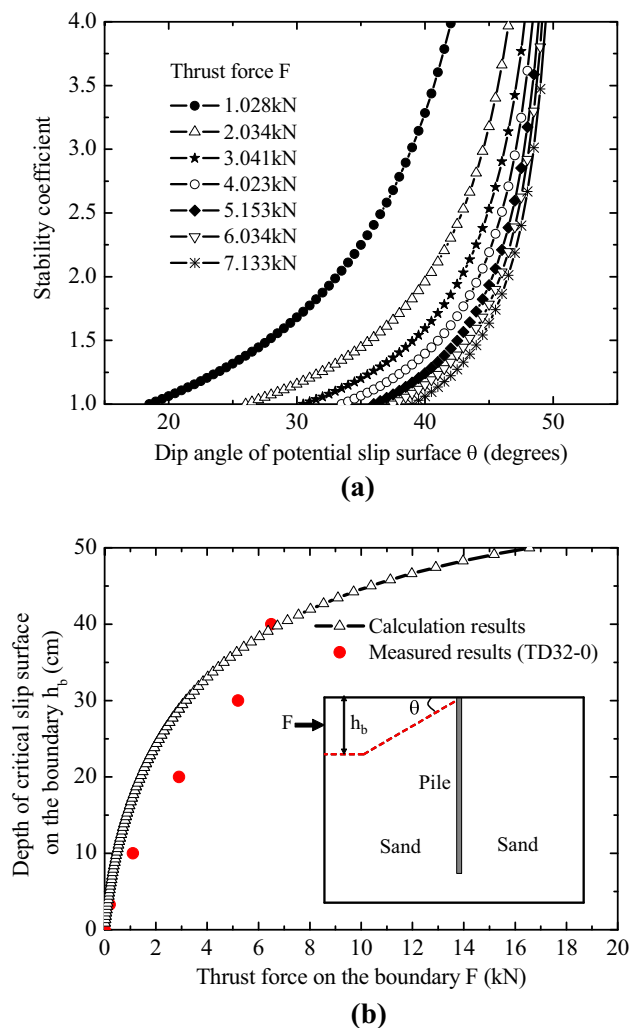 4.0
3.5
3.0
2.5
2.0
1.5
1.0
Stability coefficient
Thrust force F
1.028kN
2.034kN
3.041kN
4.023kN
5.153kN
6.034kN
7.133kN
20 30 40 50
Dip angle of potential slip surface θ (degrees)
(a)
50
40
30
20
10
0
Depth of critical slip surface
on the boundary h_b (cm)
Calculation results
Measured results (TD32-0)
θ
F
h_b
Pile
Sand Sand
0 2 4 6 8 10 12 14 16 18 20
Thrust force on the boundary F (kN)
(b)